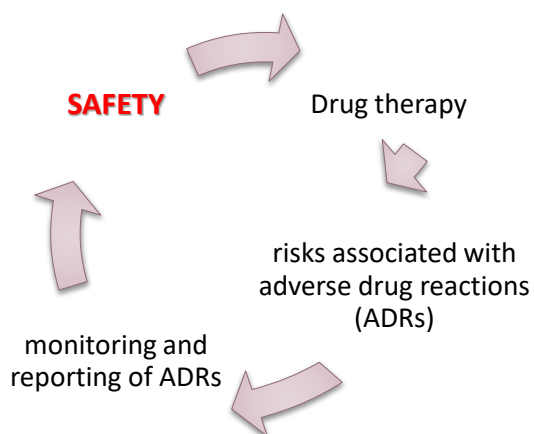 SAFETY
Drug therapy
risks associated with
adverse drug reactions
(ADRs)
monitoring and
reporting of ADRs